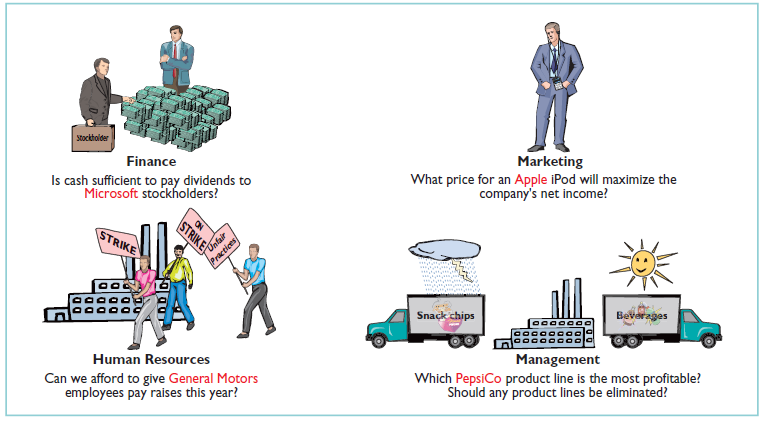 Stockholder
Finance
Is cash sufficient to pay dividends to
Microsoft stockholders?
Marketing
What price for an Apple iPod will maximize the
company's net income?
STRIKE
ON
STRIKE
Unfair
Practices
Human Resources
Can we afford to give General Motors
employees pay raises this year?
Snack chips
Beverages
Management
Which PepsiCo product line is the most profitable?
Should any product lines be eliminated?